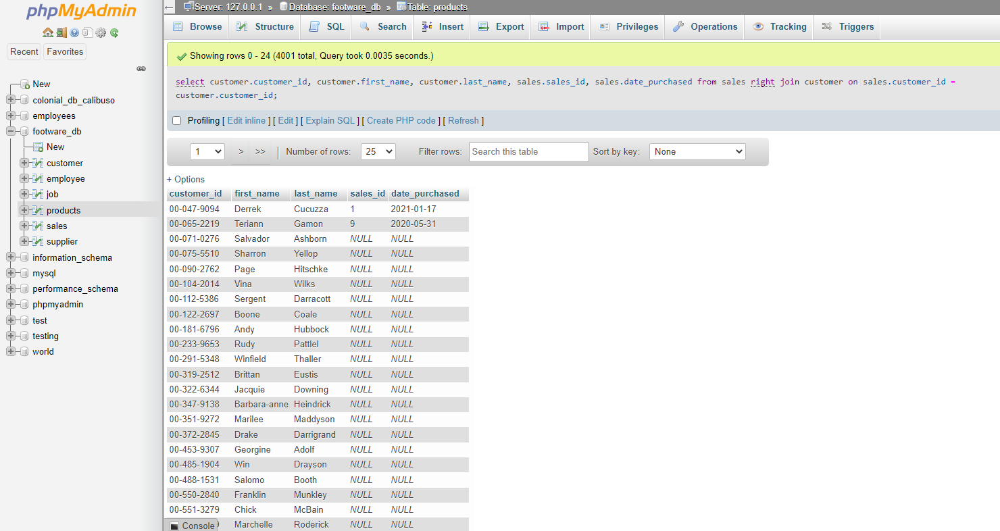 phpMyAdmin
Recent Favorites
New
colonial_db_calibuso
employees
footware_db
New
customer
employee
job
products
sales
supplier
information_schema
mysql
performance_schema
phpmyadmin
test
testing
world
Server: 127.0.0.1 » Database: footware_db » Table: products
Browse Structure SQL Search Insert Export Import Privileges Operations Tracking Triggers
Showing rows 0 - 24 (4001 total, Query took 0.0035 seconds.)
select customer.customer_id, customer.first_name, customer.last_name, sales.sales_id, sales.date_purchased from sales right join customer on sales.customer_id =
customer.customer_id;
Profiling [ Edit inline ] [ Edit ] [ Explain SQL ] [ Create PHP code ] [ Refresh ]
1 > >> | Number of rows: 25 Filter rows: Search this table Sort by key: None
+ Options
customer_id first_name last_name sales_id date_purchased
00-047-9094 Derrek Cucuzza 1 2021-01-17
00-065-2219 Teriann Gamon 9 2020-05-31
00-071-0276 Salvador Ashborn NULL NULL
00-075-5510 Sharron Yellop NULL NULL
00-090-2762 Page Hitschke NULL NULL
00-104-2014 Vina Wilks NULL NULL
00-112-5386 Sergent Darracott NULL NULL
00-122-2697 Boone Coale NULL NULL
00-181-6796 Andy Hubbock NULL NULL
00-233-9653 Rudy Pattlel NULL NULL
00-291-5348 Winfield Thaller NULL NULL
00-319-2512 Brittan Eustis NULL NULL
00-322-6344 Jacquie Downing NULL NULL
00-347-9138 Barbara-anne Heindrick NULL NULL
00-351-9272 Marilee Maddyson NULL NULL
00-372-2845 Drake Darrigrand NULL NULL
00-453-9307 Georgine Adolf NULL NULL
00-485-1904 Win Drayson NULL NULL
00-488-1531 Salomo Booth NULL NULL
00-550-2840 Franklin Munkley NULL NULL
00-551-3279 Chick McBain NULL NULL
Marchelle Roderick NULL NULL
Console